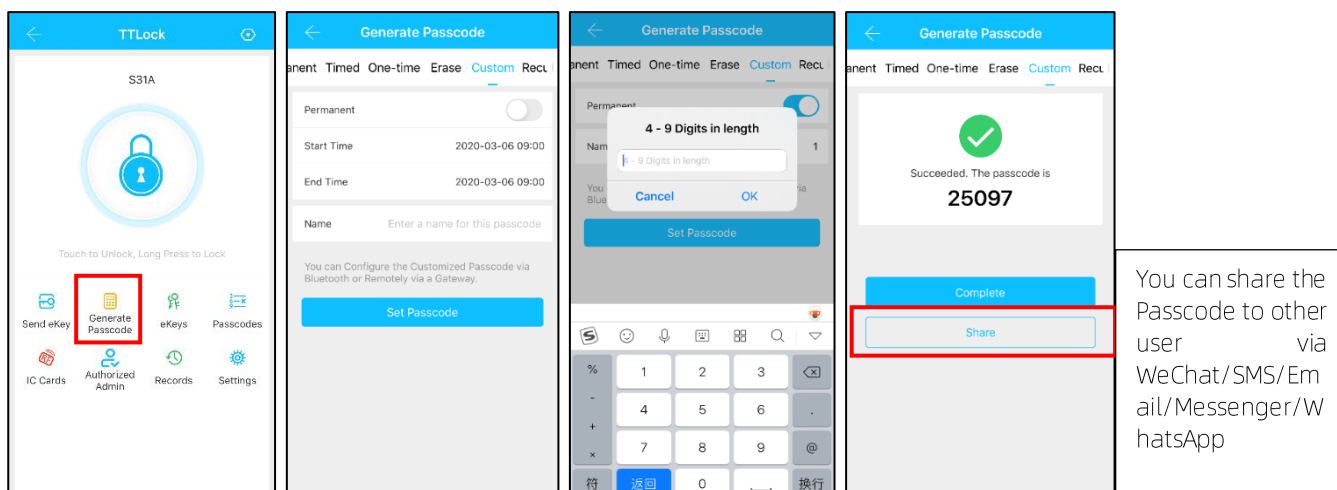 TTLock
S31A
Touch to Unlock, Long Press to Lock
Send eKey
Generate
Passcode
eKeys
Passcodes
IC Cards
Authorized
Admin
Records
Settings
Generate Passcode
anent Timed One-time Erase Custom Recu
Permanent
Start Time 2020-03-06 09:00
End Time 2020-03-06 09:00
Name Enter a name for this passcode
You can Configure the Customized Passcode via
Bluetooth or Remotely via a Gateway.
Set Passcode
Generate Passcode
anent Timed One-time Erase Custom Recu
Permanent
4 - 9 Digits in length
Nam 1
4 - 9 Digits in length
You via
Blue
Cancel OK
Set Passcode
% 1 2 3
- 4 5 6 .
+
× 7 8 9 @
符 返回 0 换行
Generate Passcode
anent Timed One-time Erase Custom Recu
Succeeded. The passcode is
25097
Complete
Share
You can share the
Passcode to other
user via
WeChat/SMS/Em
ail/Messenger/W
hatsApp